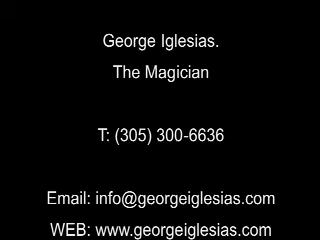 George Iglesias.
The Magician
T: (305) 300-6636
Email: info@georgeiglesias.com
WEB: www.georgeiglesias.com